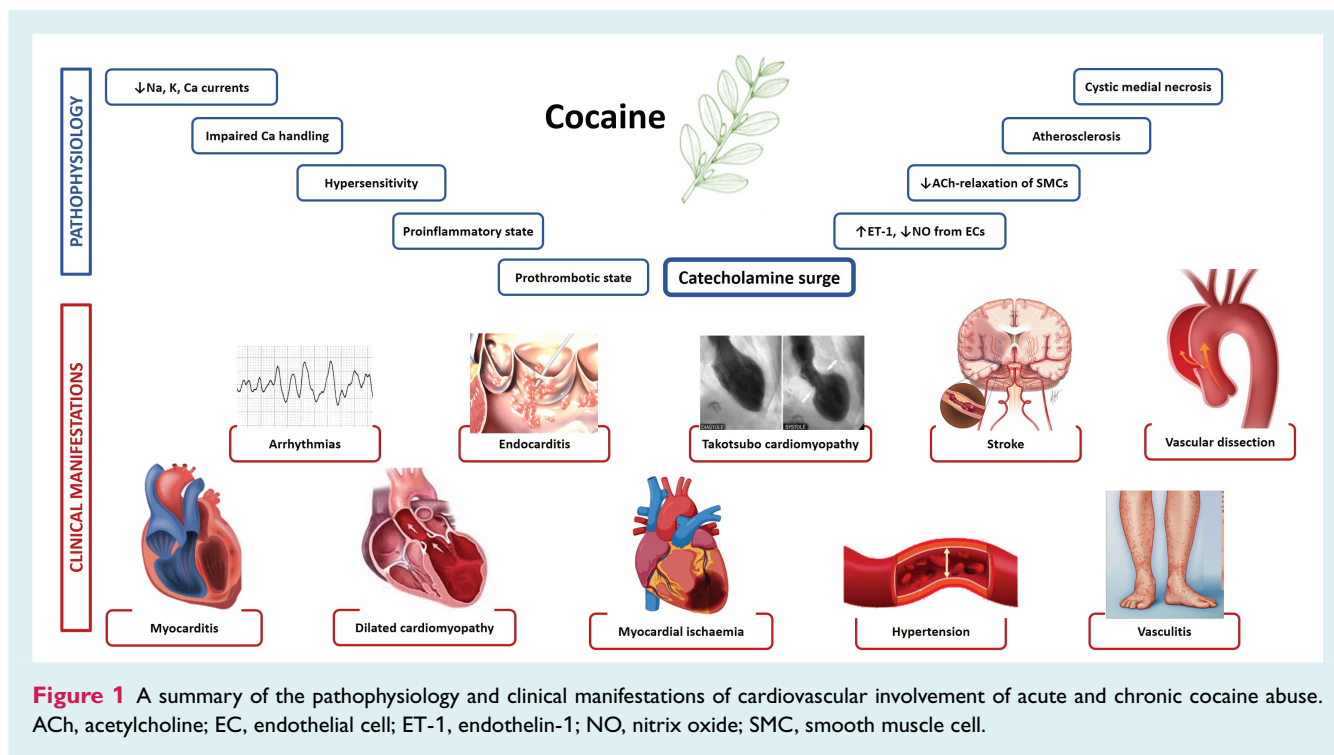 PATHOLOGY
Cocaine
↓Na, K, Ca currents
Impaired Ca handling
Hypersensitivity
Proinflammatory state
Prothrombotic state
Catecholamine surge
↑ET-1, ↓NO from ECs
↓ACh-relaxation of SMCs
Atherosclerosis
Cystic medial necrosis
CLINICAL MANIFESTATIONS
DIASTOLE
SYSTOLE
Arrhythmias
Endocarditis
Takotsubo cardiomyopathy
Stroke
Vascular dissection
Myocarditis
Dilated cardiomyopathy
Myocardial ischaemia
Hypertension
Vasculitis
Figure 1 A summary of the pathophysiology and clinical manifestations of cardiovascular involvement of acute and chronic cocaine abuse.
ACh, acetylcholine; EC, endothelial cell; ET-1, endothelin-1; NO, nitrix oxide; SMC, smooth muscle cell.